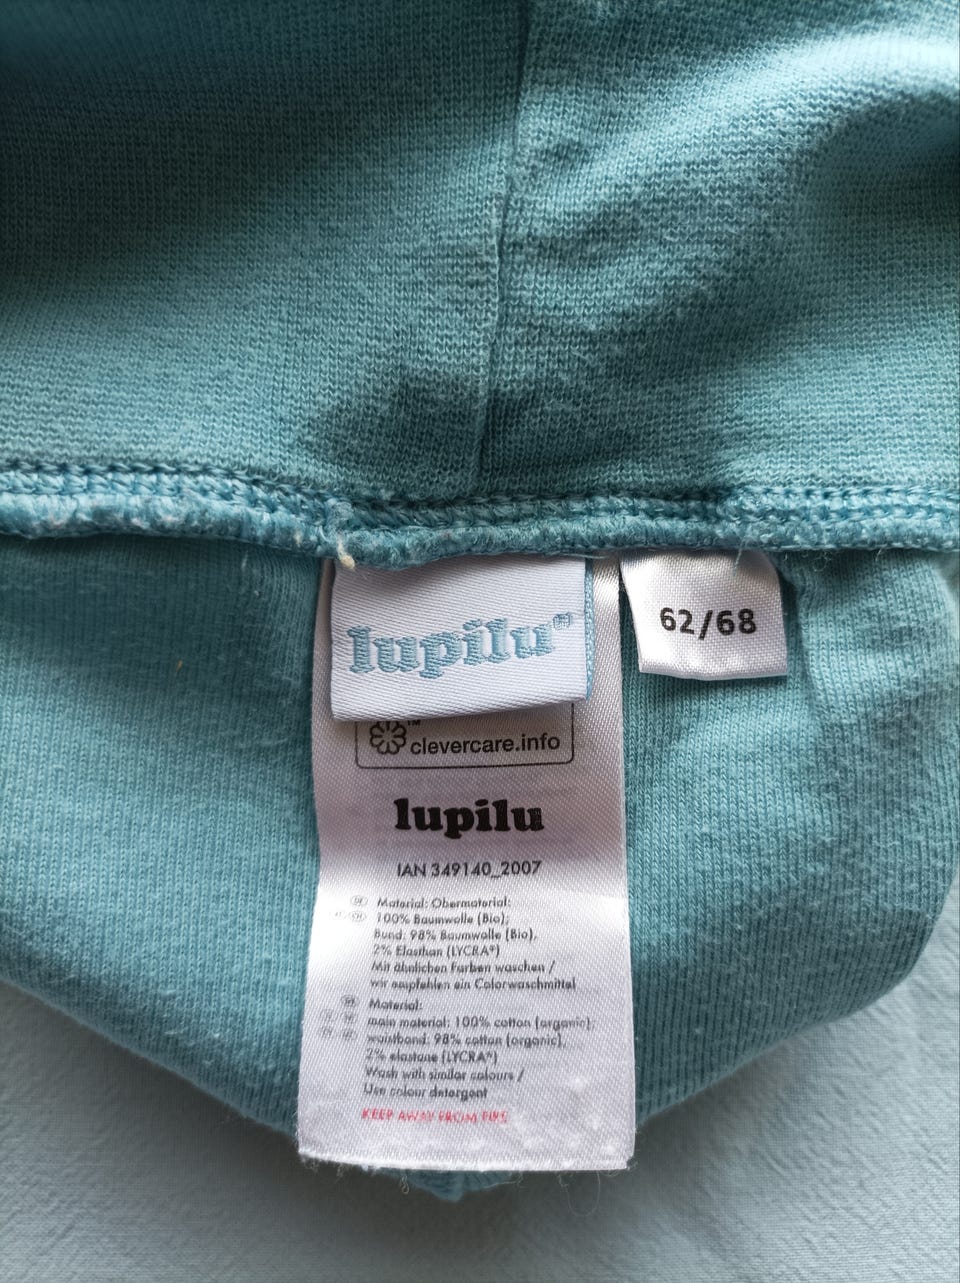 lupilu®
62/68
™
clevercare.info
lupilu
IAN 349140_2007
Material: Obermaterial:
100% Baumwolle (Bio);
Bund: 98% Baumwolle (Bio),
2% Elasthan (LYCRA®)
Mit ähnlichen Farben waschen /
wir empfehlen ein Colorwaschmittel
Material:
main material: 100% cotton (organic);
waistband: 98% cotton (organic),
2% elastane (LYCRA®)
Wash with similar colours /
Use colour detergent
KEEP AWAY FROM FIRE